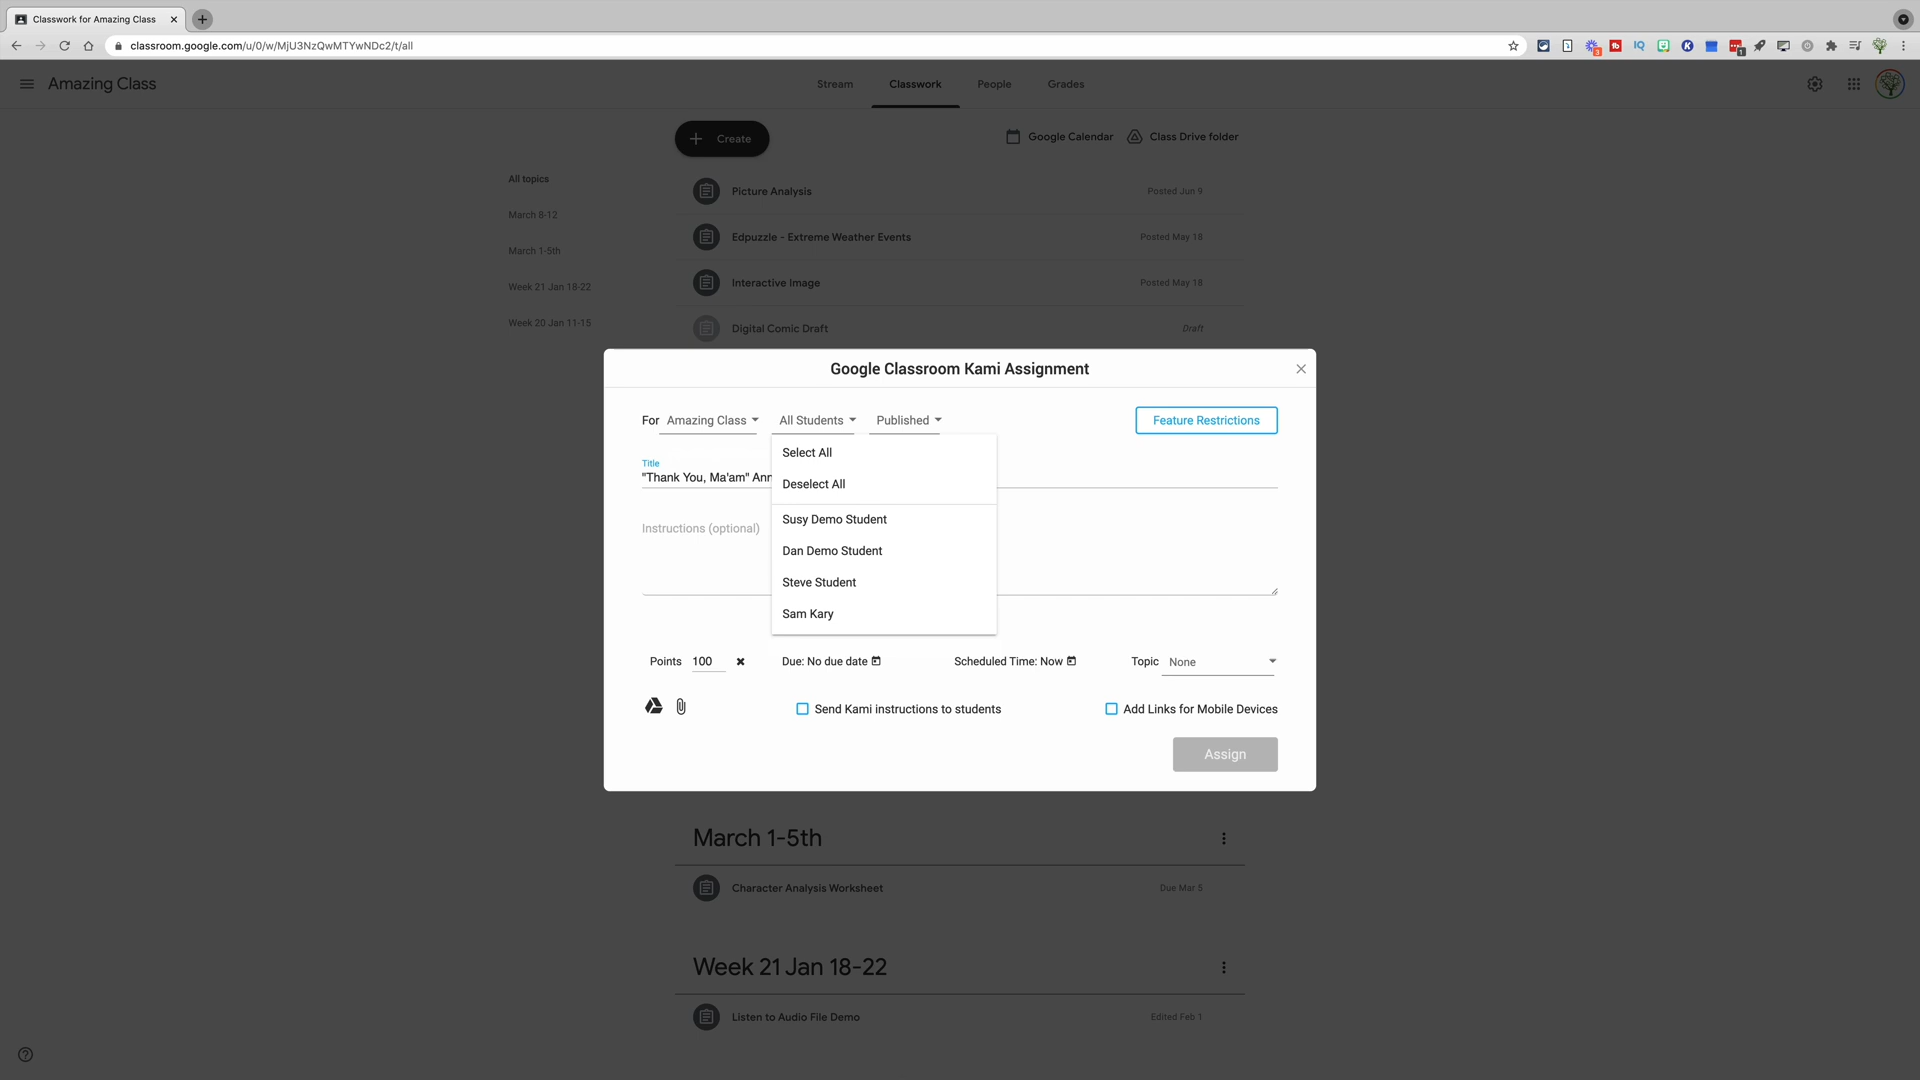 Classwork for Amazing Class
classroom.google.com/u/0/w/MjU3NzQwMTYwNDc2/t/all
3
1
Amazing Class
Stream
Classwork
People
Grades
Create
Google Calendar
Class Drive folder
All topics
March 8-12
March 1-5th
Week 21 Jan 18-22
Week 20 Jan 11-15
Picture Analysis
Posted Jun 9
Edpuzzle - Extreme Weather Events
Posted May 18
Interactive Image
Posted May 18
Digital Comic Draft
Draft
Google Classroom Kami Assignment
For Amazing Class All Students Published
Feature Restrictions
Title
"Thank You, Ma'am" Ann
Instructions (optional)
Select All
Deselect All
Susy Demo Student
Dan Demo Student
Steve Student
Sam Kary
Points 100
Due: No due date
Scheduled Time: Now
Topic None
Send Kami instructions to students
Add Links for Mobile Devices
Assign
March 1-5th
Character Analysis Worksheet
Due Mar 5
Week 21 Jan 18-22
Listen to Audio File Demo
Edited Feb 1